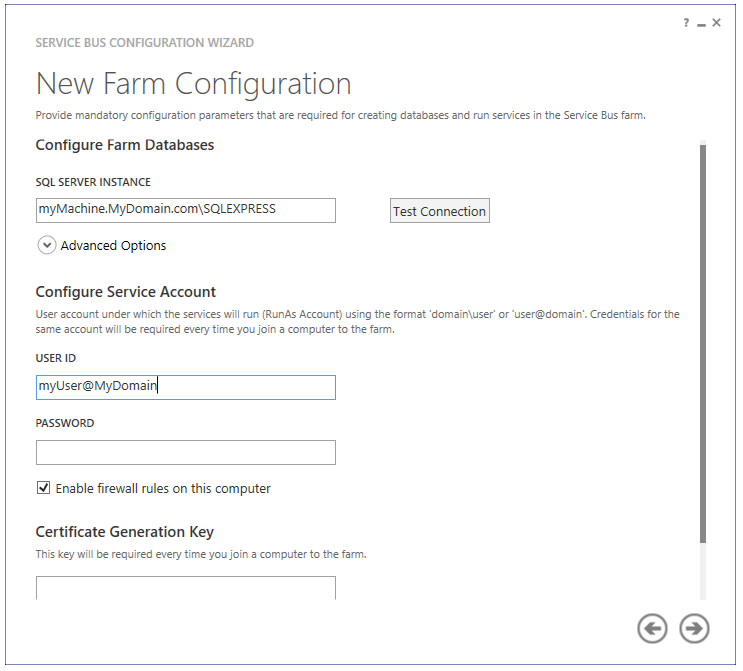 ? _ ×
SERVICE BUS CONFIGURATION WIZARD
New Farm Configuration
Provide mandatory configuration parameters that are required for creating databases and run services in the Service Bus farm.
Configure Farm Databases
SQL SERVER INSTANCE
myMachine.MyDomain.com\SQLEXPRESS
Test Connection
Advanced Options
Configure Service Account
User account under which the services will run (RunAs Account) using the format 'domain\user' or 'user@domain'. Credentials for the
same account will be required every time you join a computer to the farm.
USER ID
myUser@MyDomain
PASSWORD
Enable firewall rules on this computer
Certificate Generation Key
This key will be required every time you join a computer to the farm.